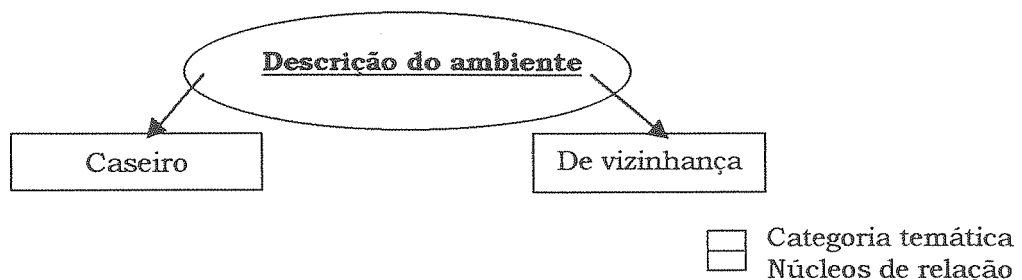 Descrição do ambiente
Caseiro
De vizinhança
Categoria temática
Núcleos de relação